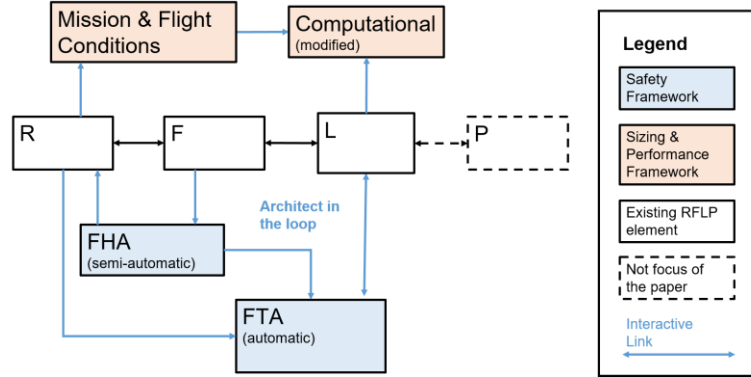 Mission & Flight
Conditions
Computational
(modified)
R
F
L
P
Architect in
the loop
FHA
(semi-automatic)
FTA
(automatic)
Legend
Safety
Framework
Sizing &
Performance
Framework
Existing RFLP
element
Not focus of
the paper
Interactive
Link